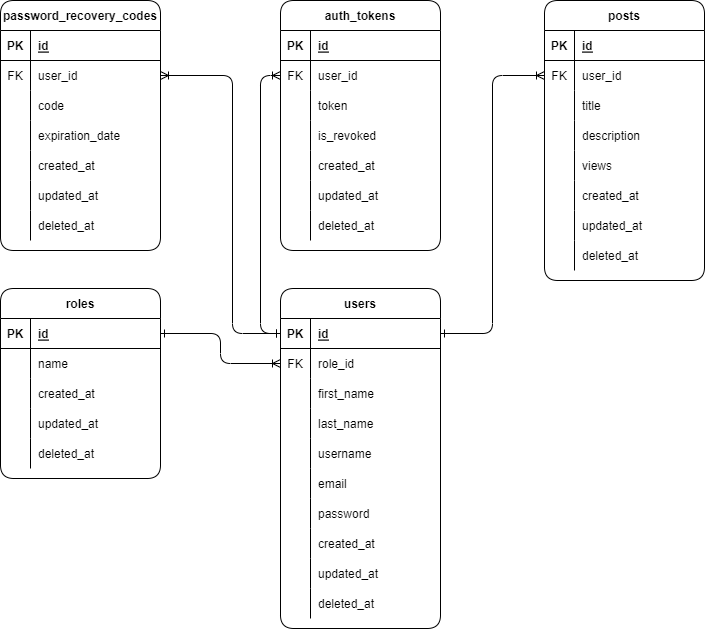 password_recovery_codes
PK id
FK user_id
code
expiration_date
created_at
updated_at
deleted_at
auth_tokens
PK id
FK user_id
token
is_revoked
created_at
updated_at
deleted_at
posts
PK id
FK user_id
title
description
views
created_at
updated_at
deleted_at
roles
PK id
name
created_at
updated_at
deleted_at
users
PK id
FK role_id
first_name
last_name
username
email
password
created_at
updated_at
deleted_at